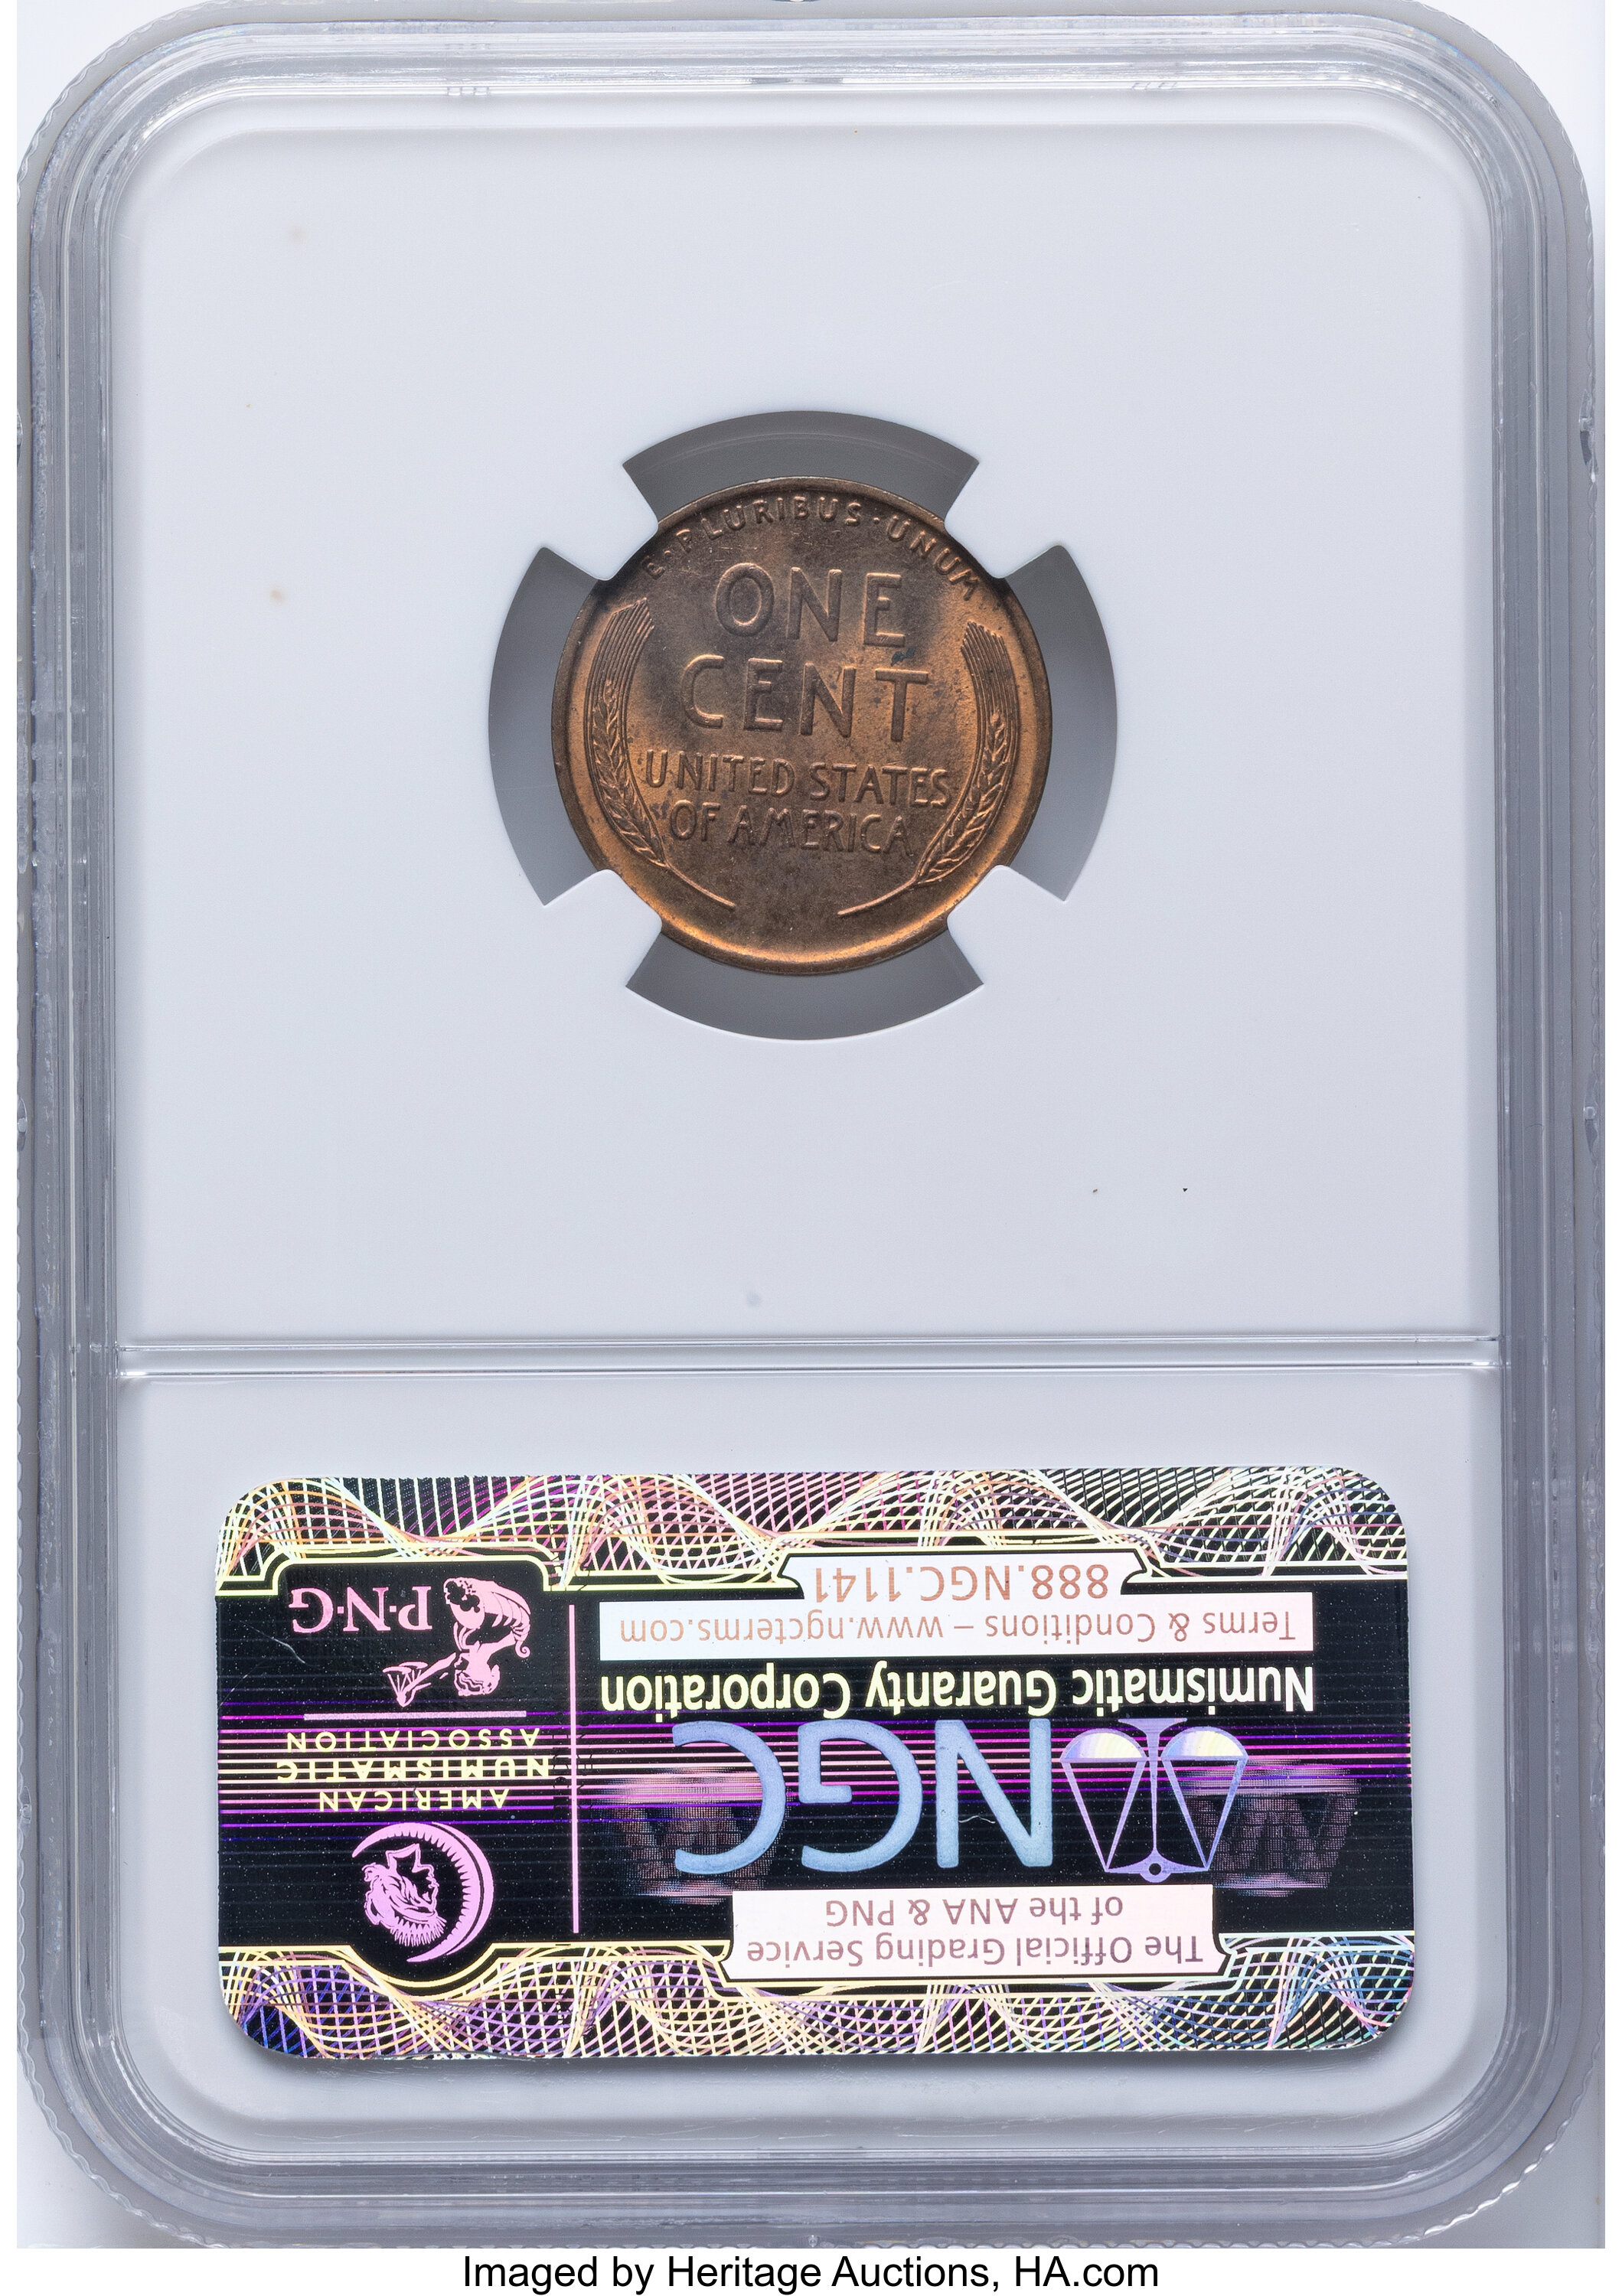 E · PLURIBUS · UNUM
ONE
CENT
UNITED STATES
OF AMERICA
The Official Grading Service
of the ANA & PNG
NGC
Numismatic Guaranty Corporation
Terms & Conditions – www.ngcterms.com
888.NGC.1141
AMERICAN
NUMISMATIC
ASSOCIATION
P·N·G
Imaged by Heritage Auctions, HA.com